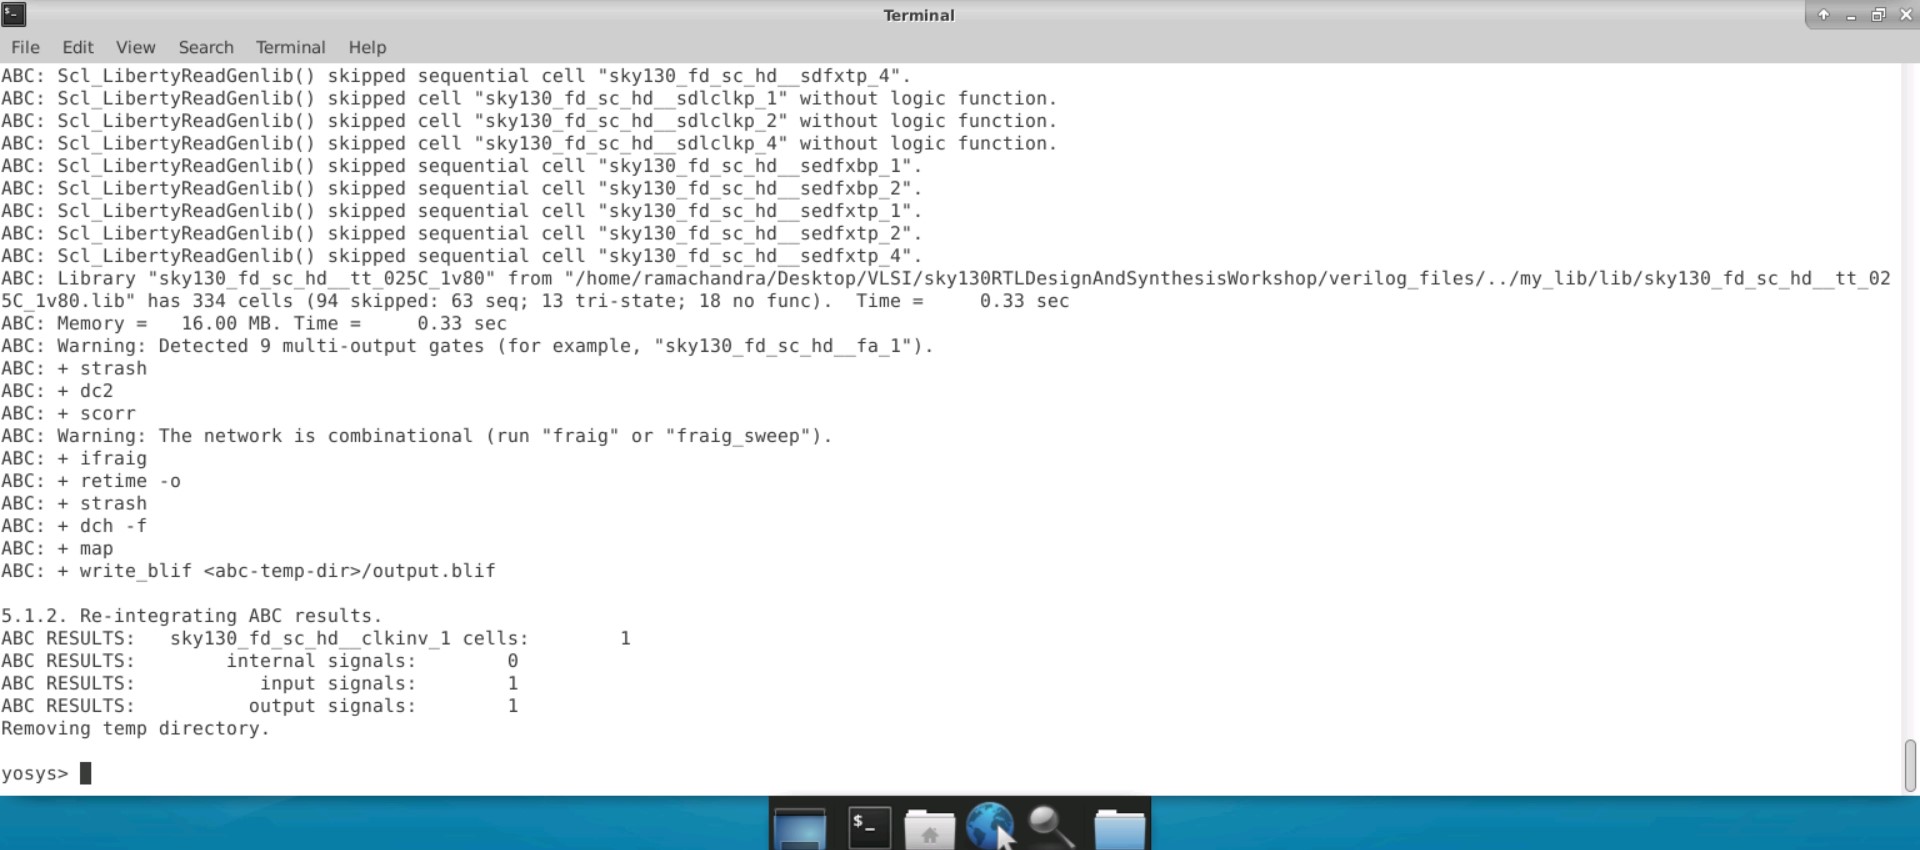 Terminal
File Edit View Search Terminal Help
ABC: Scl_LibertyReadGenlib() skipped sequential cell "sky130_fd_sc_hd__sdfxtp_4".
ABC: Scl_LibertyReadGenlib() skipped cell "sky130_fd_sc_hd__sdlclkp_1" without logic function.
ABC: Scl_LibertyReadGenlib() skipped cell "sky130_fd_sc_hd__sdlclkp_2" without logic function.
ABC: Scl_LibertyReadGenlib() skipped cell "sky130_fd_sc_hd__sdlclkp_4" without logic function.
ABC: Scl_LibertyReadGenlib() skipped sequential cell "sky130_fd_sc_hd__sedfxbp_1".
ABC: Scl_LibertyReadGenlib() skipped sequential cell "sky130_fd_sc_hd__sedfxbp_2".
ABC: Scl_LibertyReadGenlib() skipped sequential cell "sky130_fd_sc_hd__sedfxtp_1".
ABC: Scl_LibertyReadGenlib() skipped sequential cell "sky130_fd_sc_hd__sedfxtp_2".
ABC: Scl_LibertyReadGenlib() skipped sequential cell "sky130_fd_sc_hd__sedfxtp_4".
ABC: Library "sky130_fd_sc_hd__tt_025C_1v80" from "/home/ramachandra/Desktop/VLSI/sky130RTLDesignAndSynthesisWorkshop/verilog_files/../my_lib/lib/sky130_fd_sc_hd__tt_02
5C_1v80.lib" has 334 cells (94 skipped: 63 seq; 13 tri-state; 18 no func).  Time =     0.33 sec
ABC: Memory =   16.00 MB. Time =     0.33 sec
ABC: Warning: Detected 9 multi-output gates (for example, "sky130_fd_sc_hd__fa_1").
ABC: + strash
ABC: + dc2
ABC: + scorr
ABC: Warning: The network is combinational (run "fraig" or "fraig_sweep").
ABC: + ifraig
ABC: + retime -o
ABC: + strash
ABC: + dch -f
ABC: + map
ABC: + write_blif <abc-temp-dir>/output.blif
5.1.2. Re-integrating ABC results.
ABC RESULTS:   sky130_fd_sc_hd__clkinv_1 cells:        1
ABC RESULTS:        internal signals:        0
ABC RESULTS:           input signals:        1
ABC RESULTS:          output signals:        1
Removing temp directory.
yosys>
$_